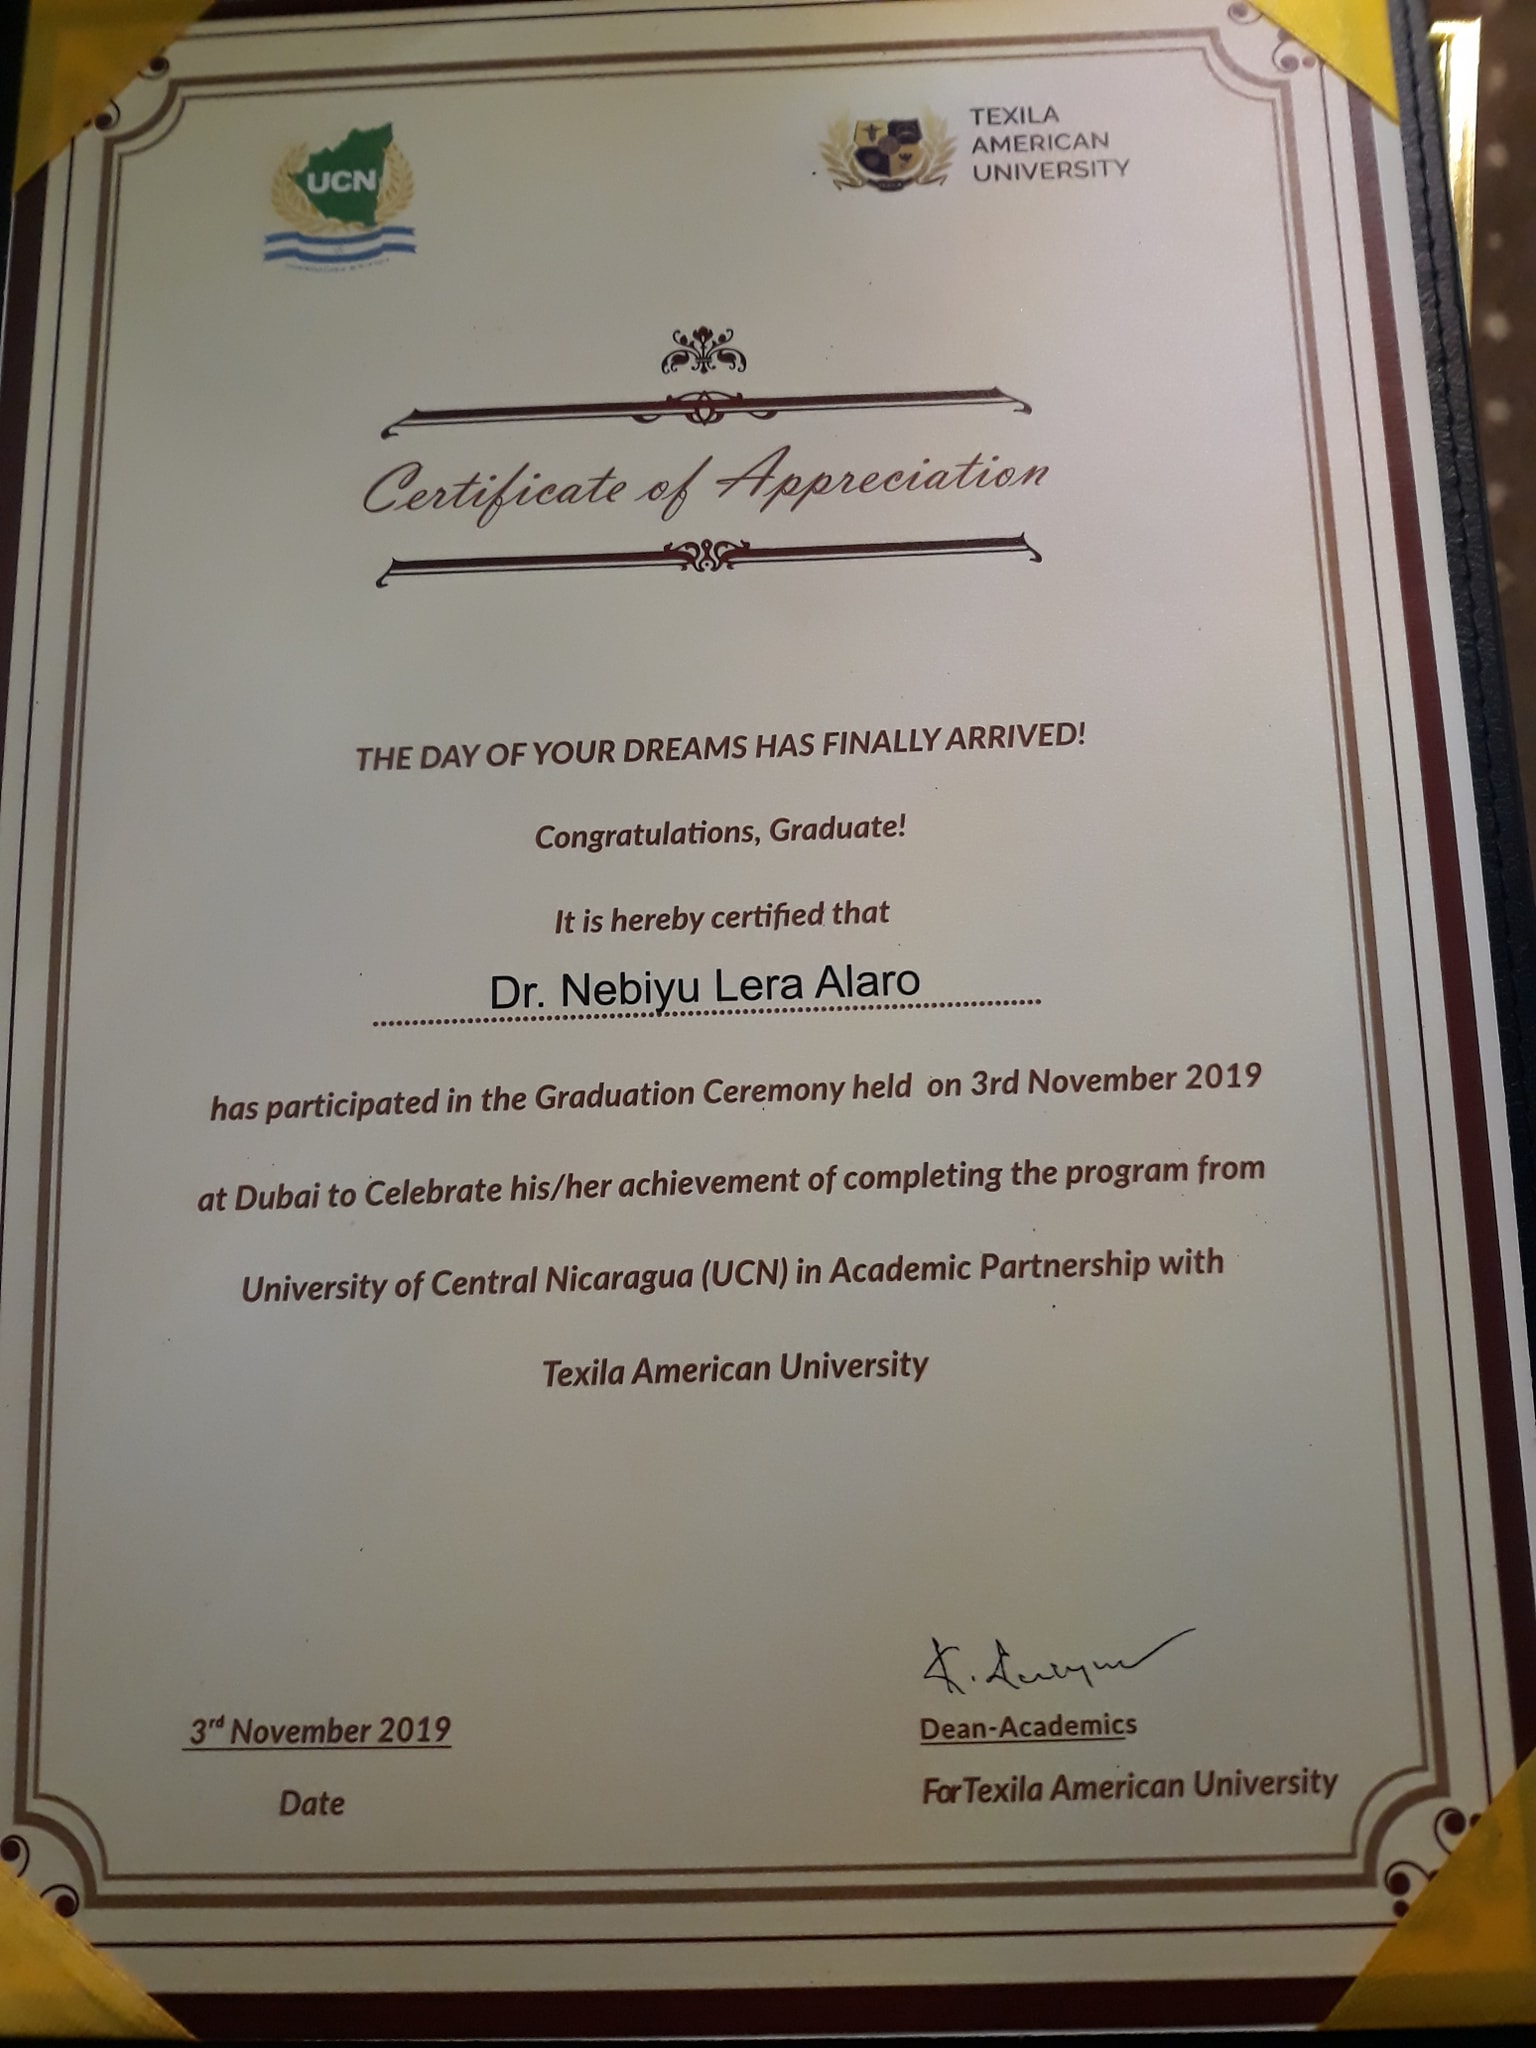 UCN
TEXILA
AMERICAN
UNIVERSITY
Certificate of Appreciation
THE DAY OF YOUR DREAMS HAS FINALLY ARRIVED!
Congratulations, Graduate!
It is hereby certified that
Dr. Nebiyu Lera Alaro
has participated in the Graduation Ceremony held on 3rd November 2019
at Dubai to Celebrate his/her achievement of completing the program from
University of Central Nicaragua (UCN) in Academic Partnership with
Texila American University
3rd November 2019
Date
Dean-Academics
For Texila American University